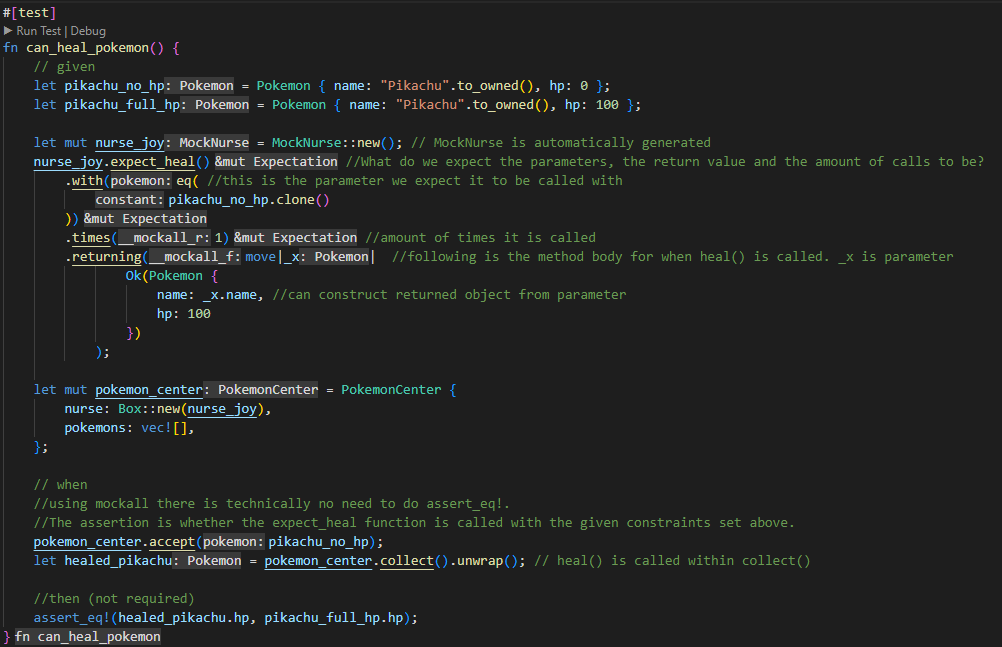 #[test]
▶ Run Test | Debug
fn can_heal_pokemon() {
    // given
    let pikachu_no_hp: Pokemon = Pokemon { name: "Pikachu".to_owned(), hp: 0 };
    let pikachu_full_hp: Pokemon = Pokemon { name: "Pikachu".to_owned(), hp: 100 };

    let mut nurse_joy: MockNurse = MockNurse::new(); // MockNurse is automatically generated
    nurse_joy.expect_heal() &mut Expectation //What do we expect the parameters, the return value and the amount of calls to be?
        .with(pokemon: eq( //this is the parameter we expect it to be called with
            constant: pikachu_no_hp.clone()
        )) &mut Expectation
        .times(__mockall_r: 1) &mut Expectation //amount of times it is called
        .returning(__mockall_f: move|_x: Pokemon|  //following is the method body for when heal() is called. _x is parameter
                Ok(Pokemon {
                    name: _x.name, //can construct returned object from parameter
                    hp: 100
                })
            );

    let mut pokemon_center: PokemonCenter = PokemonCenter {
        nurse: Box::new(nurse_joy),
        pokemons: vec![],
    };

    // when
    //using mockall there is technically no need to do assert_eq!.
    //The assertion is whether the expect_heal function is called with the given constraints set above.
    pokemon_center.accept(pokemon: pikachu_no_hp);
    let healed_pikachu: Pokemon = pokemon_center.collect().unwrap(); // heal() is called within collect()

    //then (not required)
    assert_eq!(healed_pikachu.hp, pikachu_full_hp.hp);
} fn can_heal_pokemon